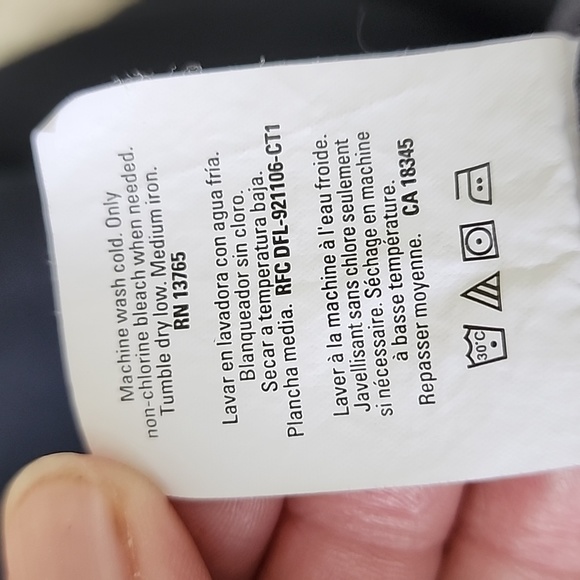 Machine wash cold. Only
non-chlorine bleach when needed.
Tumble dry low. Medium iron.
RN 13765
Lavar en lavadora con agua fría.
Blanqueador sin cloro.
Secar a temperatura baja.
Plancha media. RFC DFL-921106-CT1
Laver à la machine à l'eau froide.
Javellisant sans chlore seulement
si nécessaire. Séchage en machine
à basse température.
Repasser moyenne. CA 18345
30°C